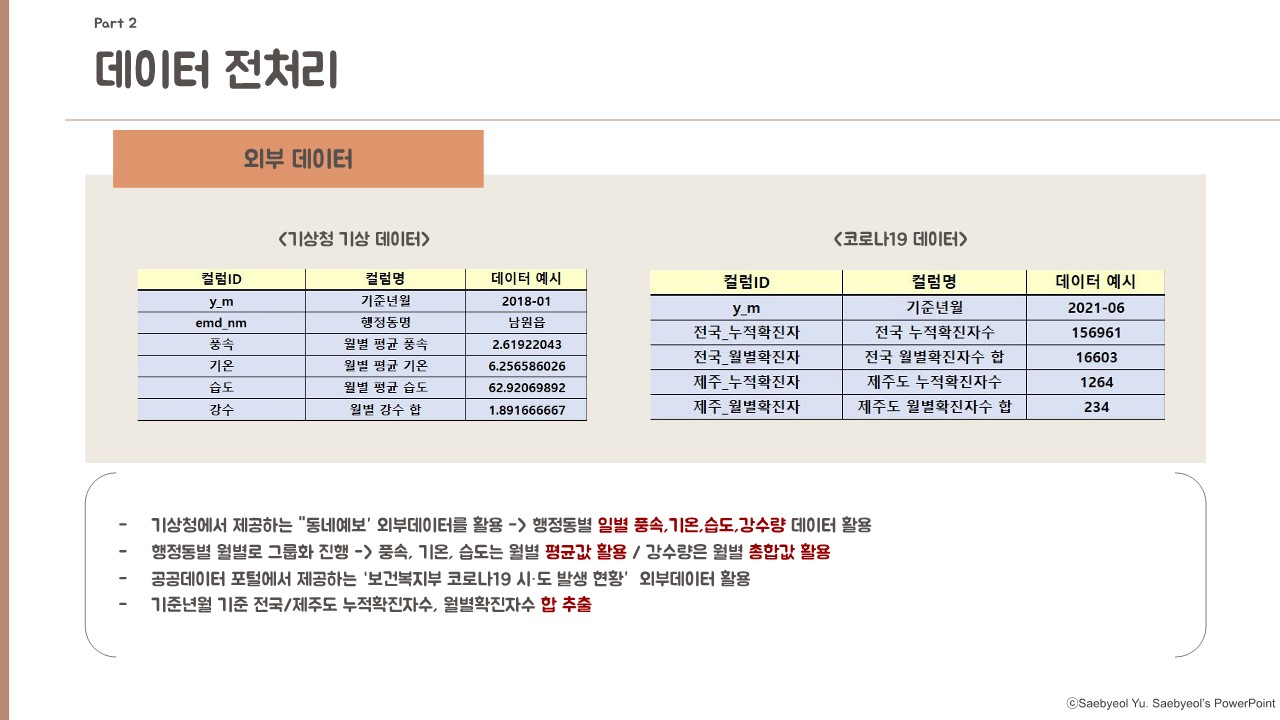 Part 2
데이터 전처리
외부 데이터
<기상청 기상 데이터>
컬럼ID 컬럼명 데이터 예시
y_m 기준년월 2018-01
emd_nm 행정동명 남원읍
풍속 월별 평균 풍속 2.61922043
기온 월별 평균 기온 6.256586026
습도 월별 평균 습도 62.92069892
강수 월별 강수 합 1.891666667
<코로나19 데이터>
컬럼ID 컬럼명 데이터 예시
y_m 기준년월 2021-06
전국_누적확진자 전국 누적확진자수 156961
전국_월별확진자 전국 월별확진자수 합 16603
제주_누적확진자 제주도 누적확진자수 1264
제주_월별확진자 제주도 월별확진자수 합 234
- 기상청에서 제공하는 "동네예보' 외부데이터를 활용 -> 행정동별 일별 풍속,기온,습도,강수량 데이터 활용
- 행정동별 월별로 그룹화 진행 -> 풍속, 기온, 습도는 월별 평균값 활용 / 강수량은 월별 총합값 활용
- 공공데이터 포털에서 제공하는 '보건복지부 코로나19 시·도 발생 현황' 외부데이터 활용
- 기준년월 기준 전국/제주도 누적확진자수, 월별확진자수 합 추출
ⓒSaebyeol Yu. Saebyeol's PowerPoint